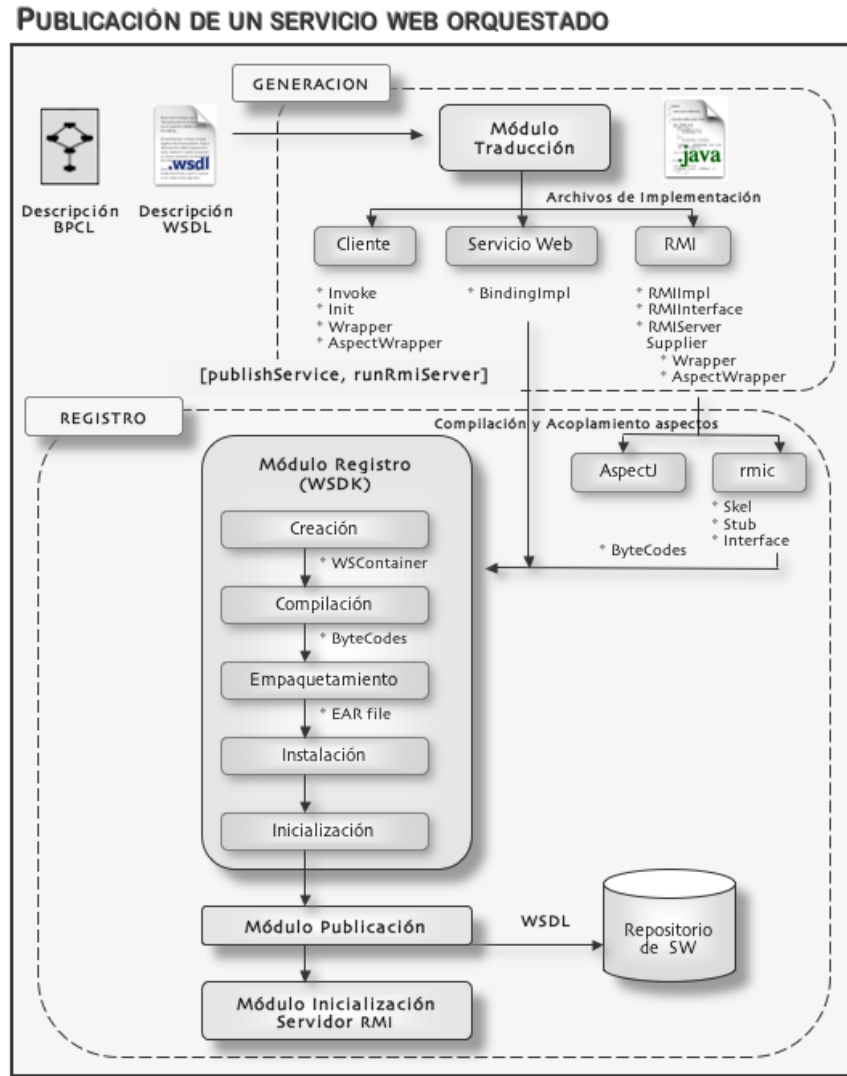 PUBLICACIÓN DE UN SERVICIO WEB ORQUESTADO
GENERACION
Módulo
Traducción
.wsdl
.java
Descripción
BPCL
Descripción
WSDL
Archivos de Implementación
Cliente
Servicio Web
RMI
* Invoke
* Init
* Wrapper
* AspectWrapper
* BindingImpl
* RMIImpl
* RMIInterface
* RMIServer
Supplier
* Wrapper
* AspectWrapper
[publishService, runRmiServer]
REGISTRO
Compilación y Acoplamiento aspectos
Módulo Registro
(WSDK)
AspectJ
rmic
* Skel
* Stub
* Interface
* ByteCodes
Creación
* WSContainer
Compilación
* ByteCodes
Empaquetamiento
* EAR file
Instalación
Inicialización
Módulo Publicación
WSDL
Repositorio
de SW
Módulo Inicialización
Servidor RMI